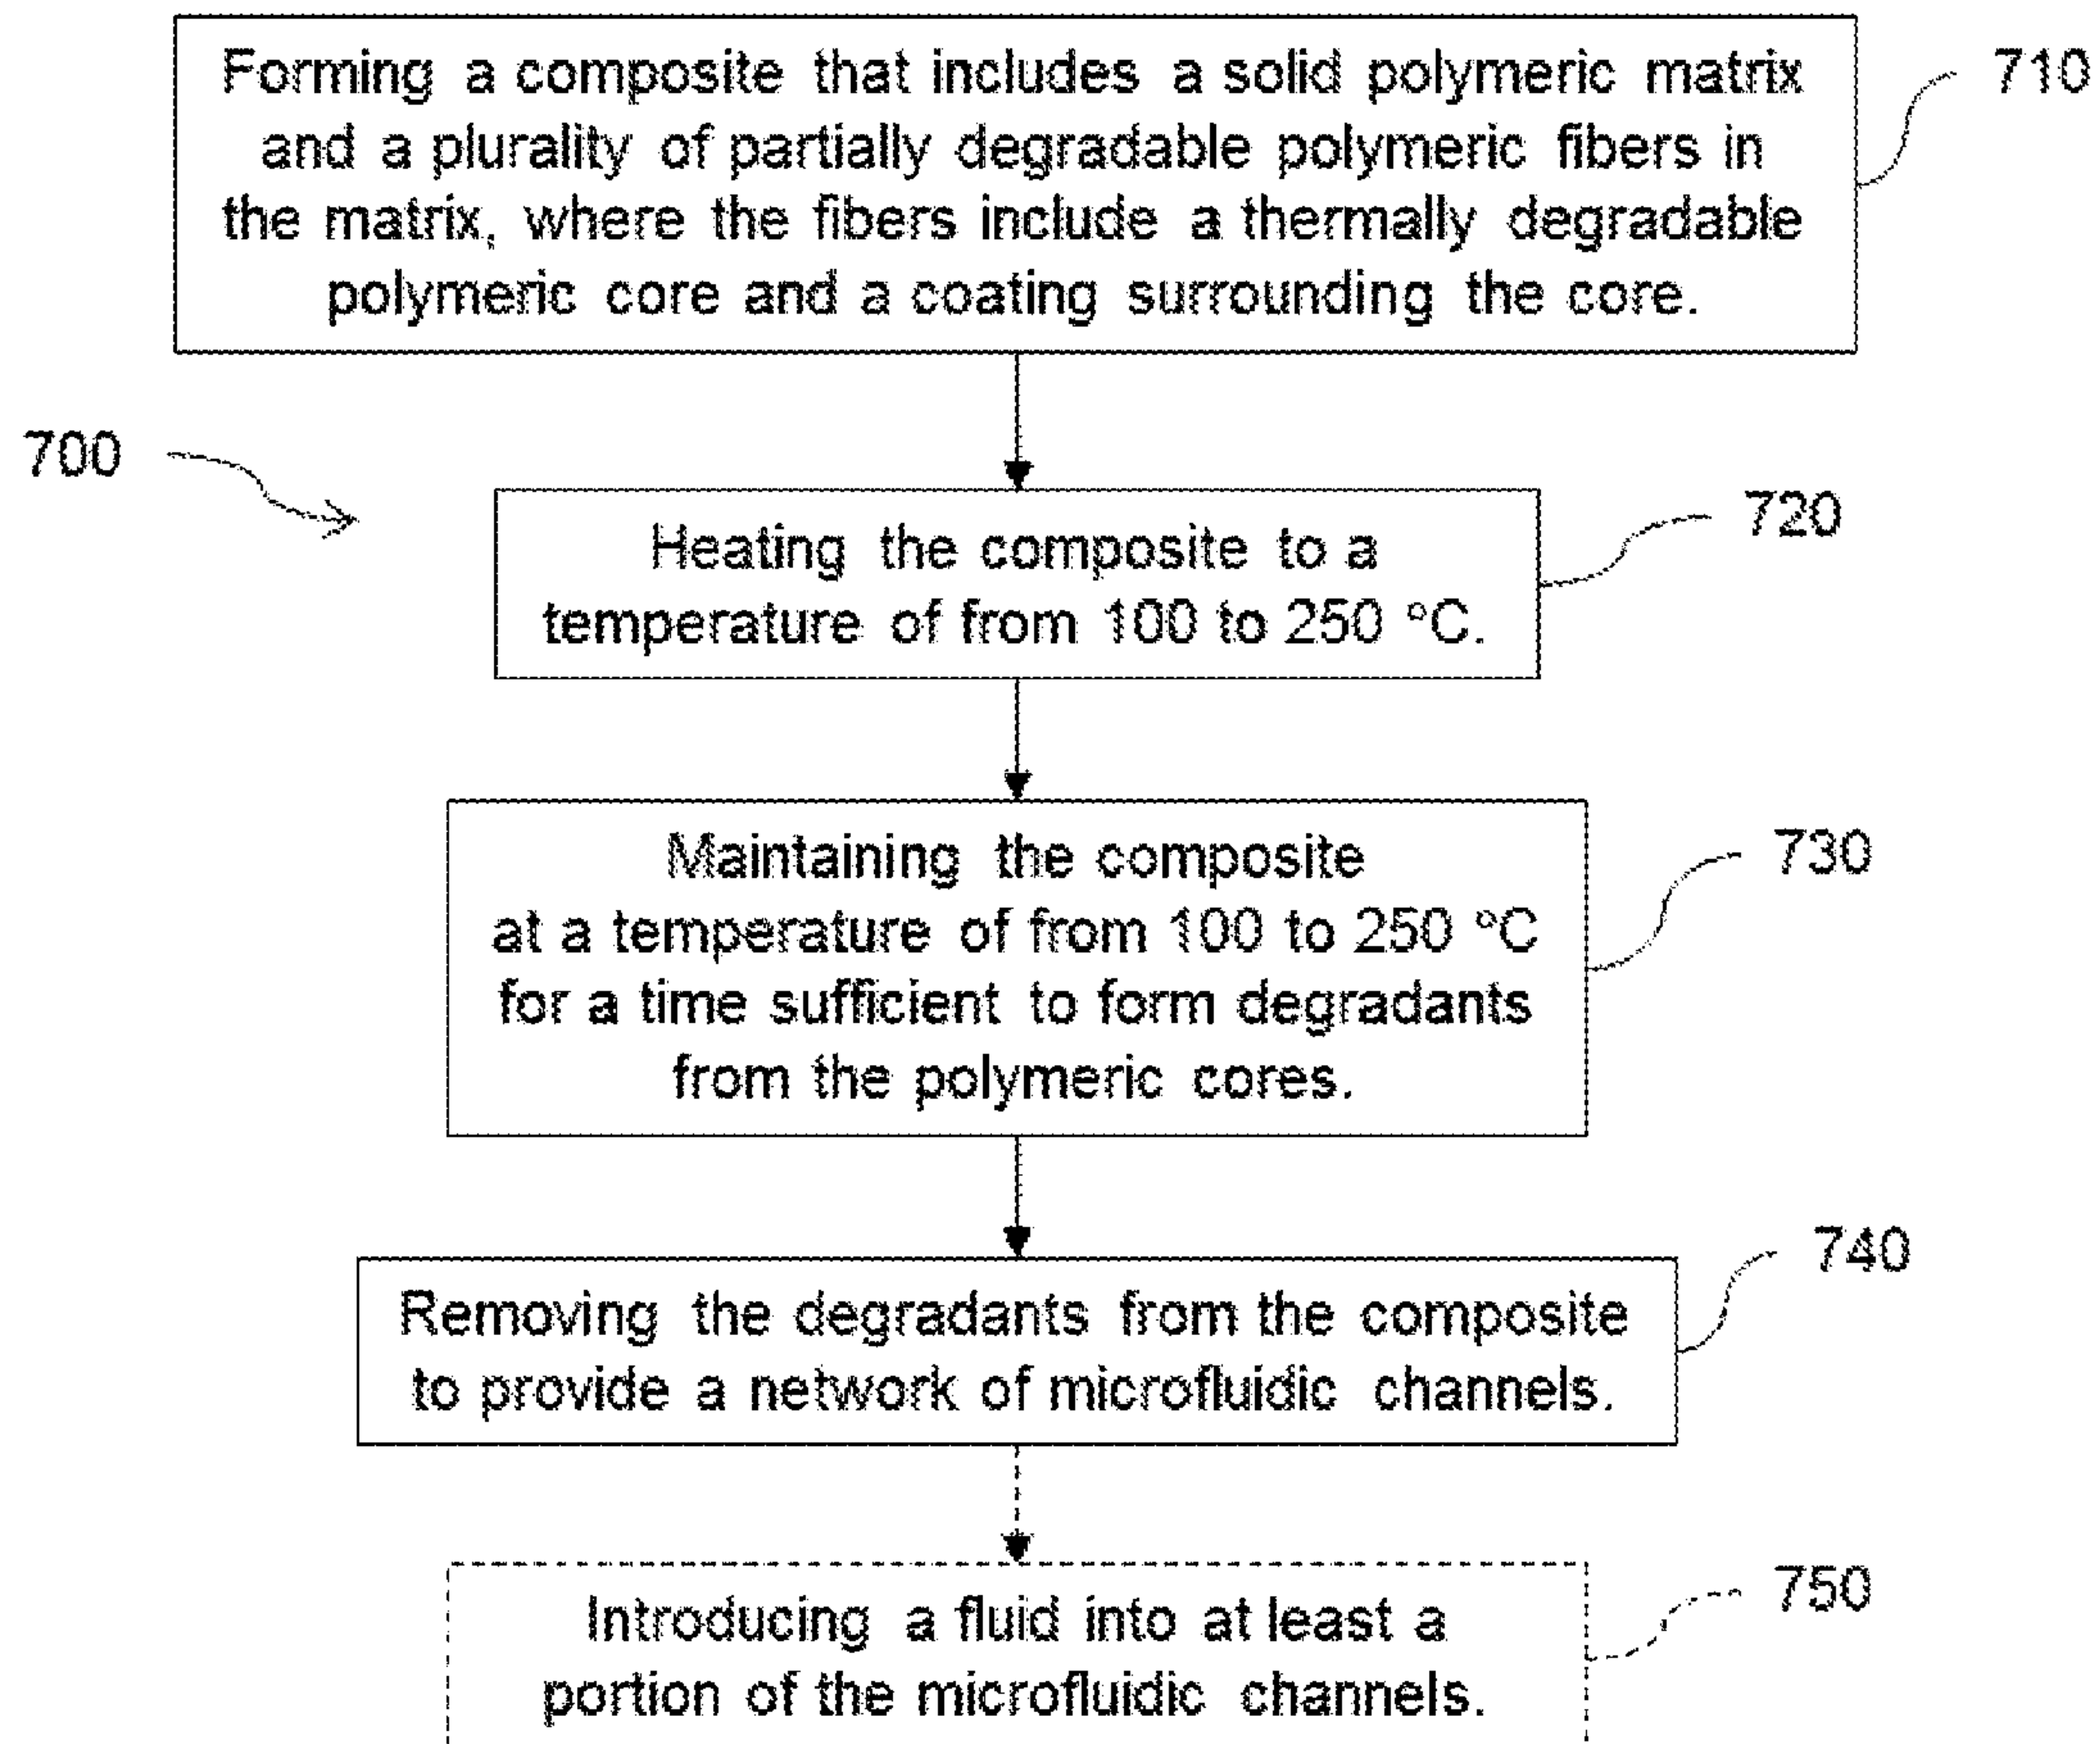 Forming a composite that includes a solid polymeric matrix
and a plurality of partially degradable polymeric fibers in
the matrix, where the fibers include a thermally degradable
polymeric core and a coating surrounding the core.
710
700
Heating the composite to a
temperature of from 100 to 250 °C.
720
Maintaining the composite
at a temperature of from 100 to 250 °C
for a time sufficient to form degradants
from the polymeric cores.
730
Removing the degradants from the composite
to provide a network of microfluidic channels.
740
Introducing a fluid into at least a
portion of the microfluidic channels.
750